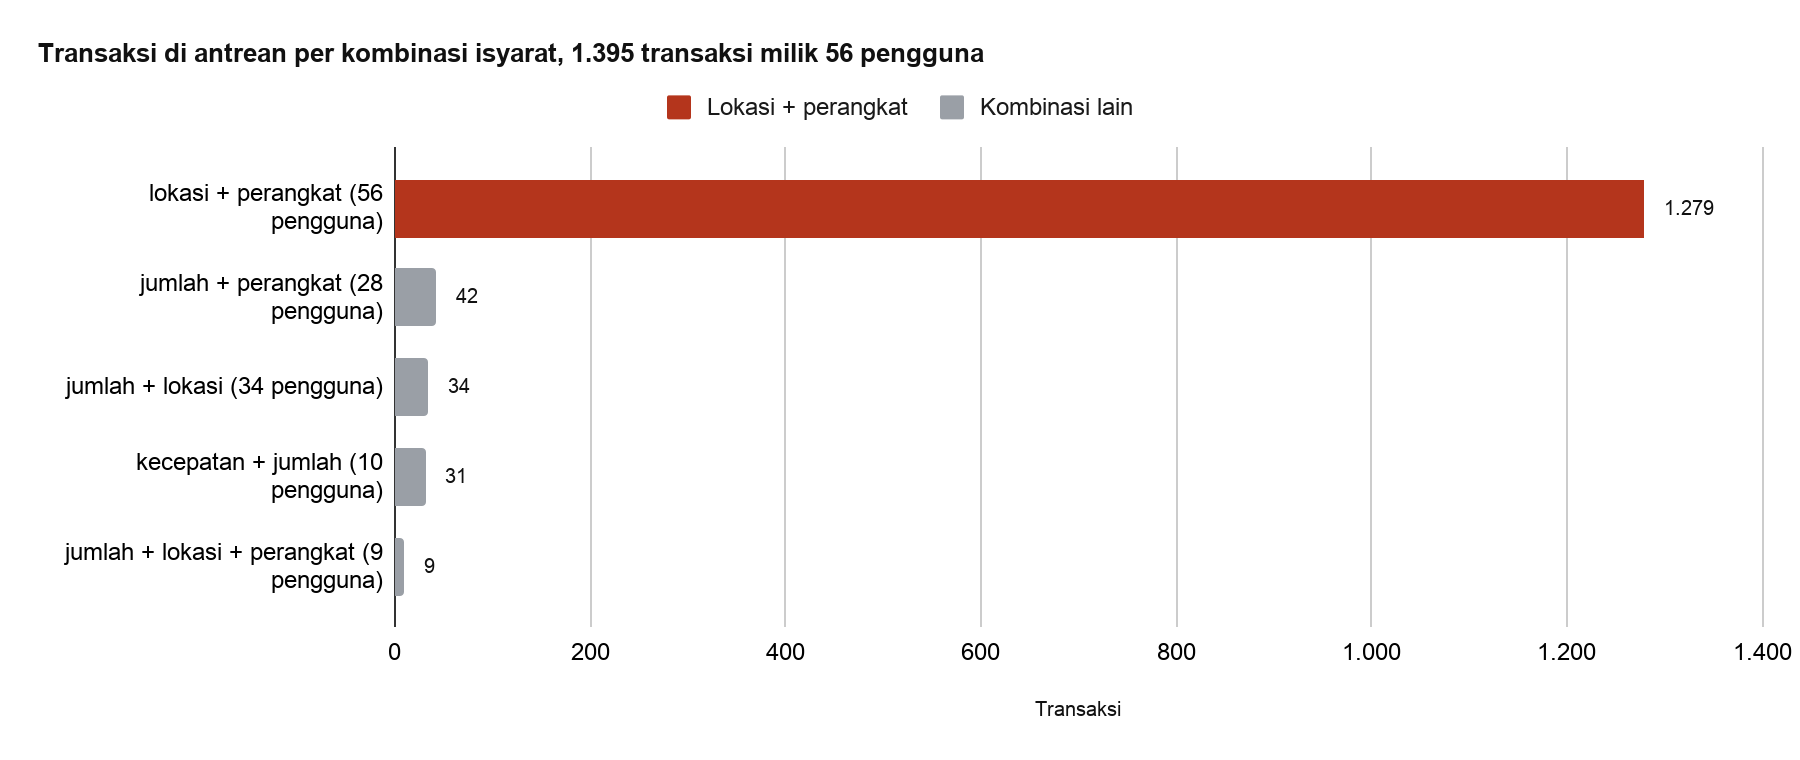 Transaksi di antrean per kombinasi isyarat, 1.395 transaksi milik 56 pengguna
Lokasi + perangkat
Kombinasi lain
lokasi + perangkat (56
pengguna)
1.279
jumlah + perangkat (28
pengguna)
42
jumlah + lokasi (34 pengguna)
34
kecepatan + jumlah (10
pengguna)
31
jumlah + lokasi + perangkat (9
pengguna)
9
0
200
400
600
800
1.000
1.200
1.400
Transaksi